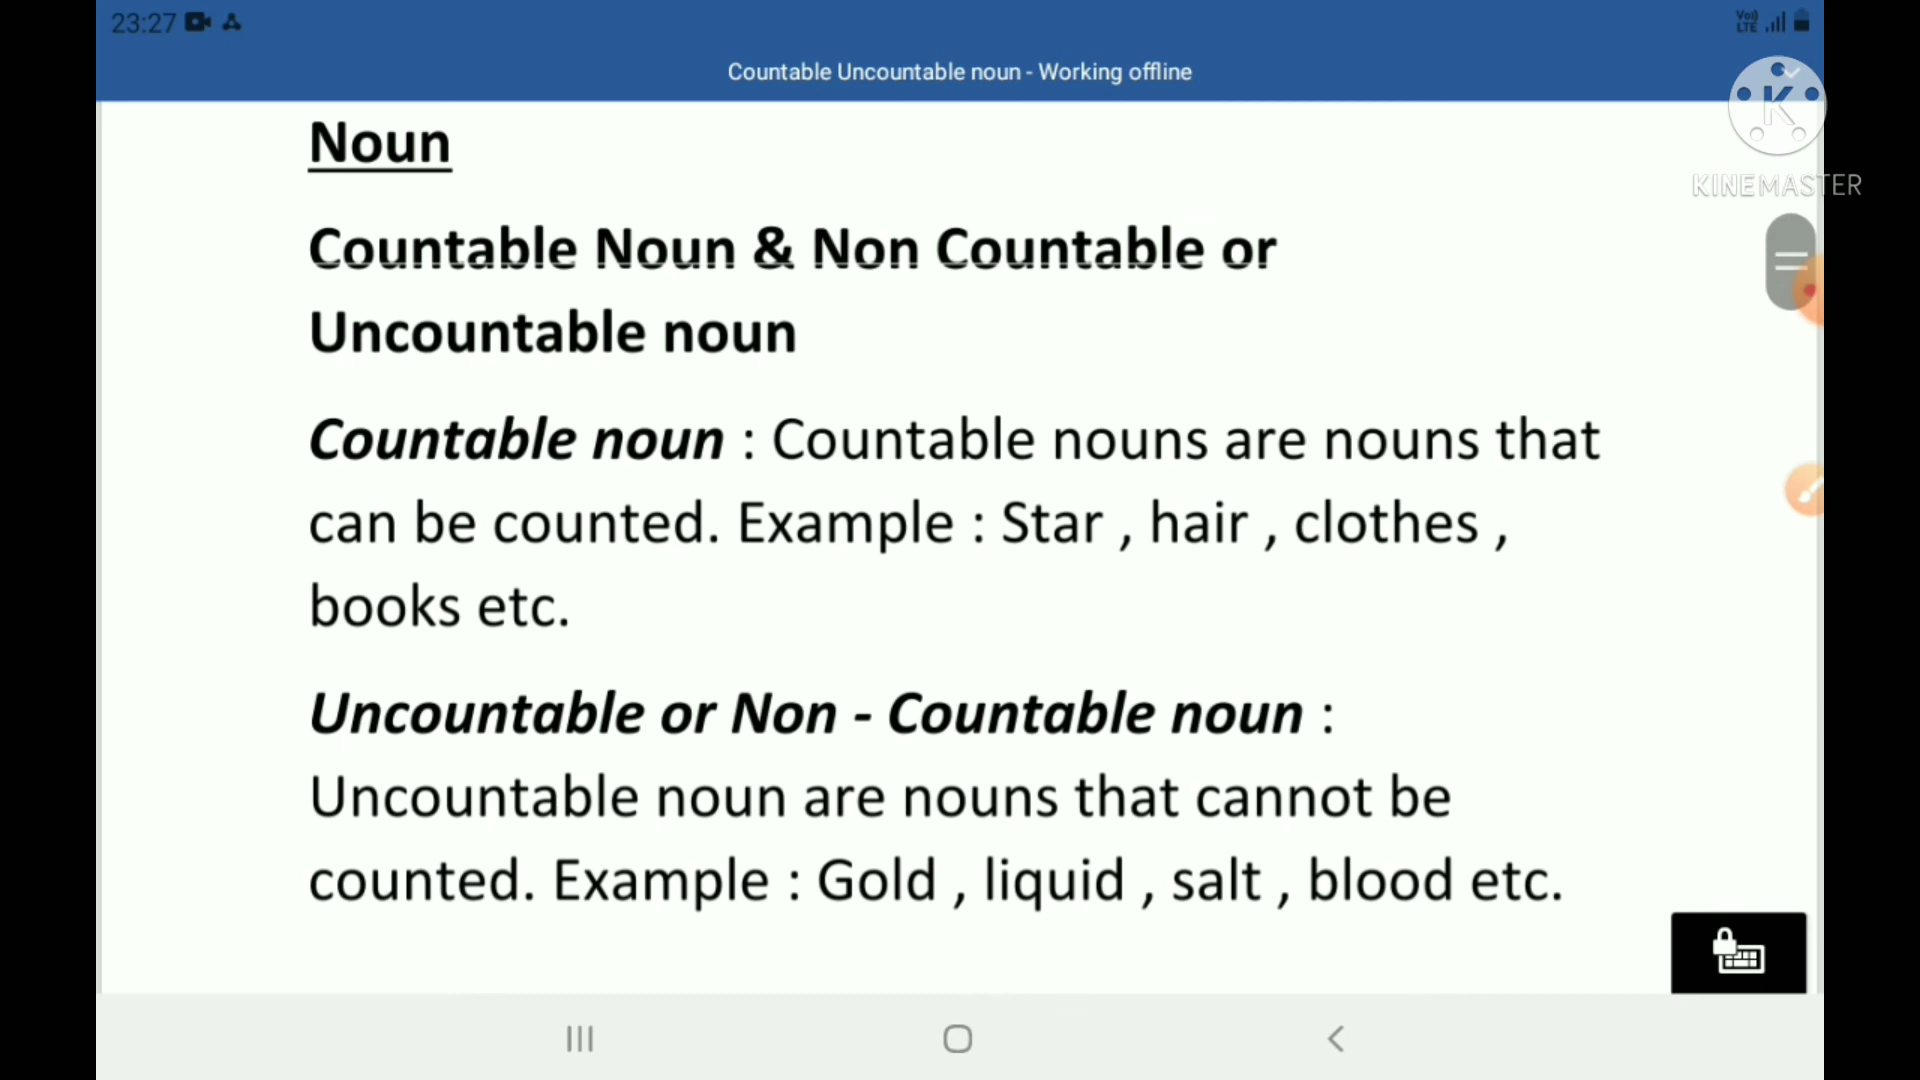 23:27
Vo) LTE
Countable Uncountable noun - Working offline
KINEMASTER
Noun
Countable Noun & Non Countable or
Uncountable noun
Countable noun : Countable nouns are nouns that
can be counted. Example : Star , hair , clothes ,
books etc.
Uncountable or Non - Countable noun :
Uncountable noun are nouns that cannot be
counted. Example : Gold , liquid , salt , blood etc.